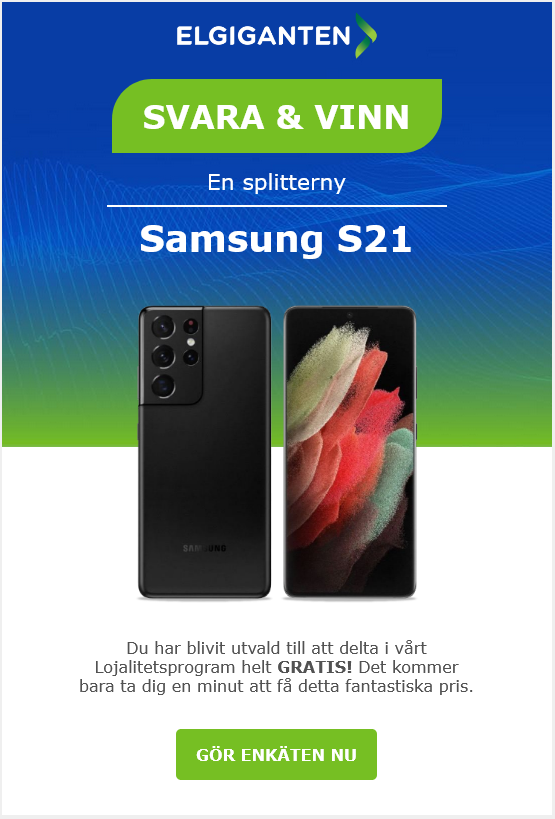 ELGIGANTEN
SVARA & VINN
En splitterny
Samsung S21
SAMSUNG
Du har blivit utvald till att delta i vårt
Lojalitetsprogram helt GRATIS! Det kommer
bara ta dig en minut att få detta fantastiska pris.
GÖR ENKÄTEN NU